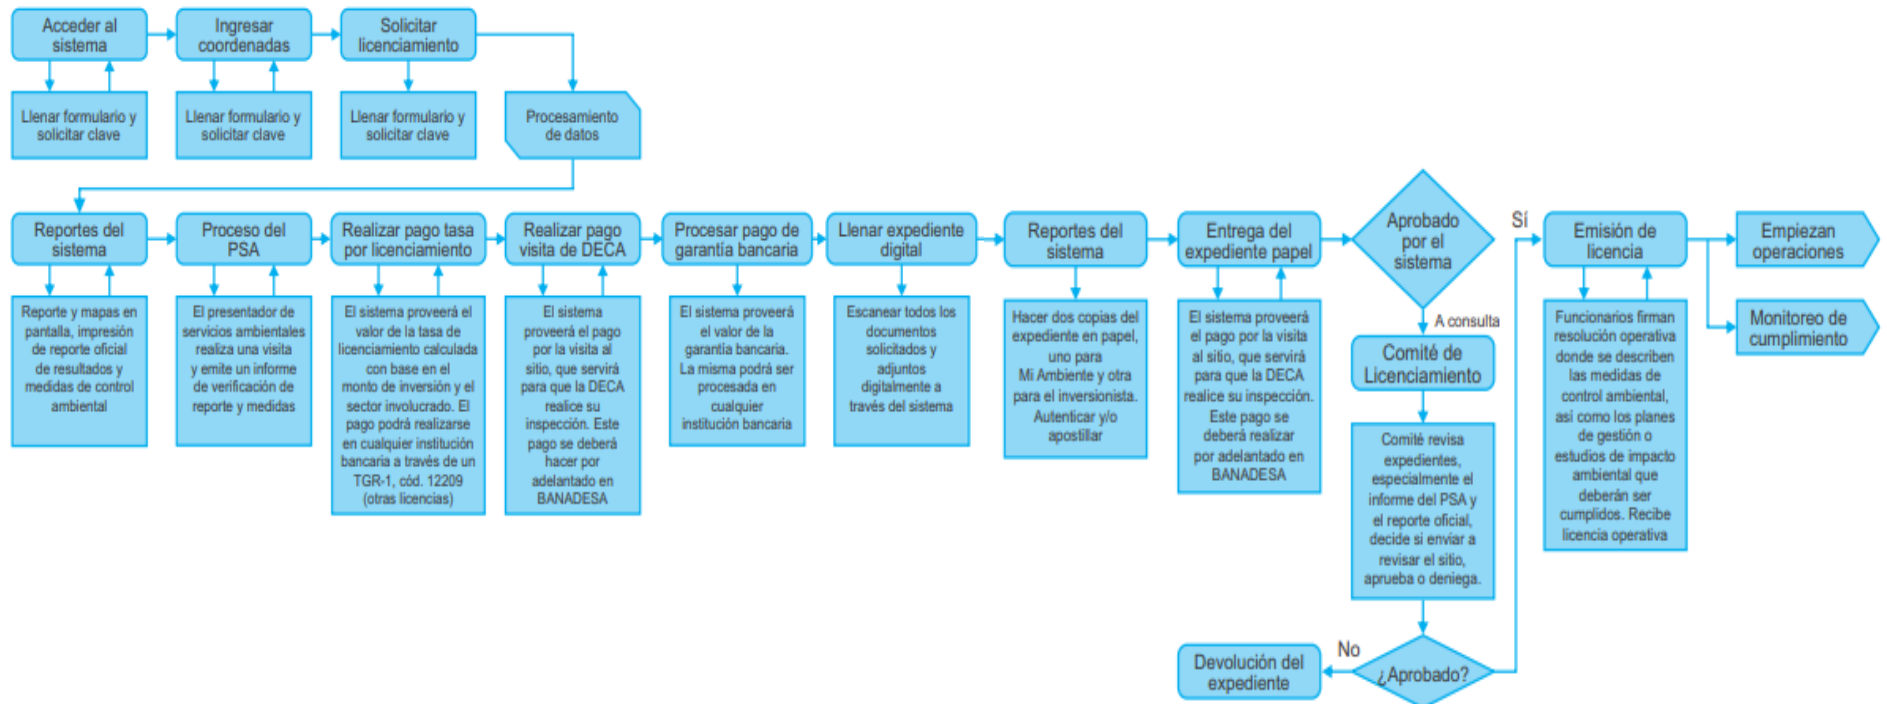 Acceder al
sistema
Ingresar
coordenadas
Solicitar
licenciamiento
Llenar formulario y
solicitar clave
Llenar formulario y
solicitar clave
Llenar formulario y
solicitar clave
Procesamiento
de datos
Reportes del
sistema
Proceso del
PSA
Realizar pago tasa
por licenciamiento
Realizar pago
visita de DECA
Procesar pago de
garantía bancaria
Llenar expediente
digital
Reportes del
sistema
Entrega del
expediente papel
Aprobado
por el
sistema
Sí
Emisión de
licencia
Empiezan
operaciones
Reporte y mapas en
pantalla, impresión
de reporte oficial
de resultados y
medidas de control
ambiental
El presentador de
servicios ambientales
realiza una visita
y emite un informe
de verificación de
reporte y medidas
El sistema proveerá el
valor de la tasa de
licenciamiento calculada
con base en el
monto de inversión y el
sector involucrado. El
pago podrá realizarse
en cualquier institución
bancaria a través de un
TGR-1, cód. 12209
(otras licencias)
El sistema
proveerá el pago
por la visita al
sitio, que servirá
para que la DECA
realice su
inspección. Este
pago se deberá
hacer por
adelantado en
BANADESA
El sistema proveerá
el valor de la
garantía bancaria.
La misma podrá ser
procesada en
cualquier
institución bancaria
Escanear todos los
documentos
solicitados y
adjuntos
digitalmente a
través del sistema
Hacer dos copias del
expediente en papel,
uno para
Mi Ambiente y otra
para el inversionista.
Autenticar y/o
apostillar
El sistema proveerá
el pago por la visita
al sitio, que servirá
para que la DECA
realice su inspección.
Este pago se
deberá realizar
por adelantado en
BANADESA
A consulta
Comité de
Licenciamiento
Comité revisa
expedientes,
especialmente el
informe del PSA y
el reporte oficial,
decide si enviar a
revisar el sitio,
aprueba o deniega.
Funcionarios firman
resolución operativa
donde se describen
las medidas de
control ambiental,
así como los planes
de gestión o
estudios de impacto
ambiental que
deberán ser
cumplidos. Recibe
licencia operativa
Monitoreo de
cumplimiento
¿Aprobado?
No
Devolución del
expediente